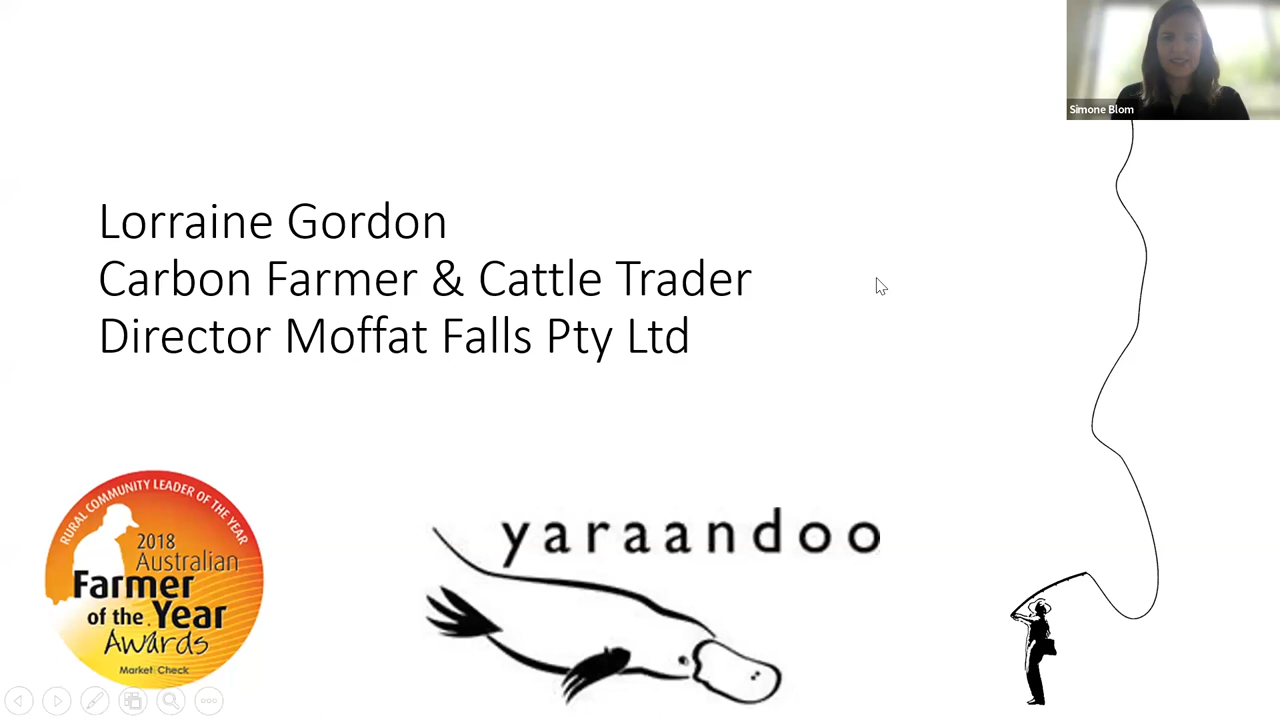 Simone Blom
Lorraine Gordon
Carbon Farmer & Cattle Trader
Director Moffat Falls Pty Ltd
RURAL COMMUNITY LEADER OF THE YEAR
2018
Australian
Farmer
of the Year
Awards
Market Check
yaraandoo